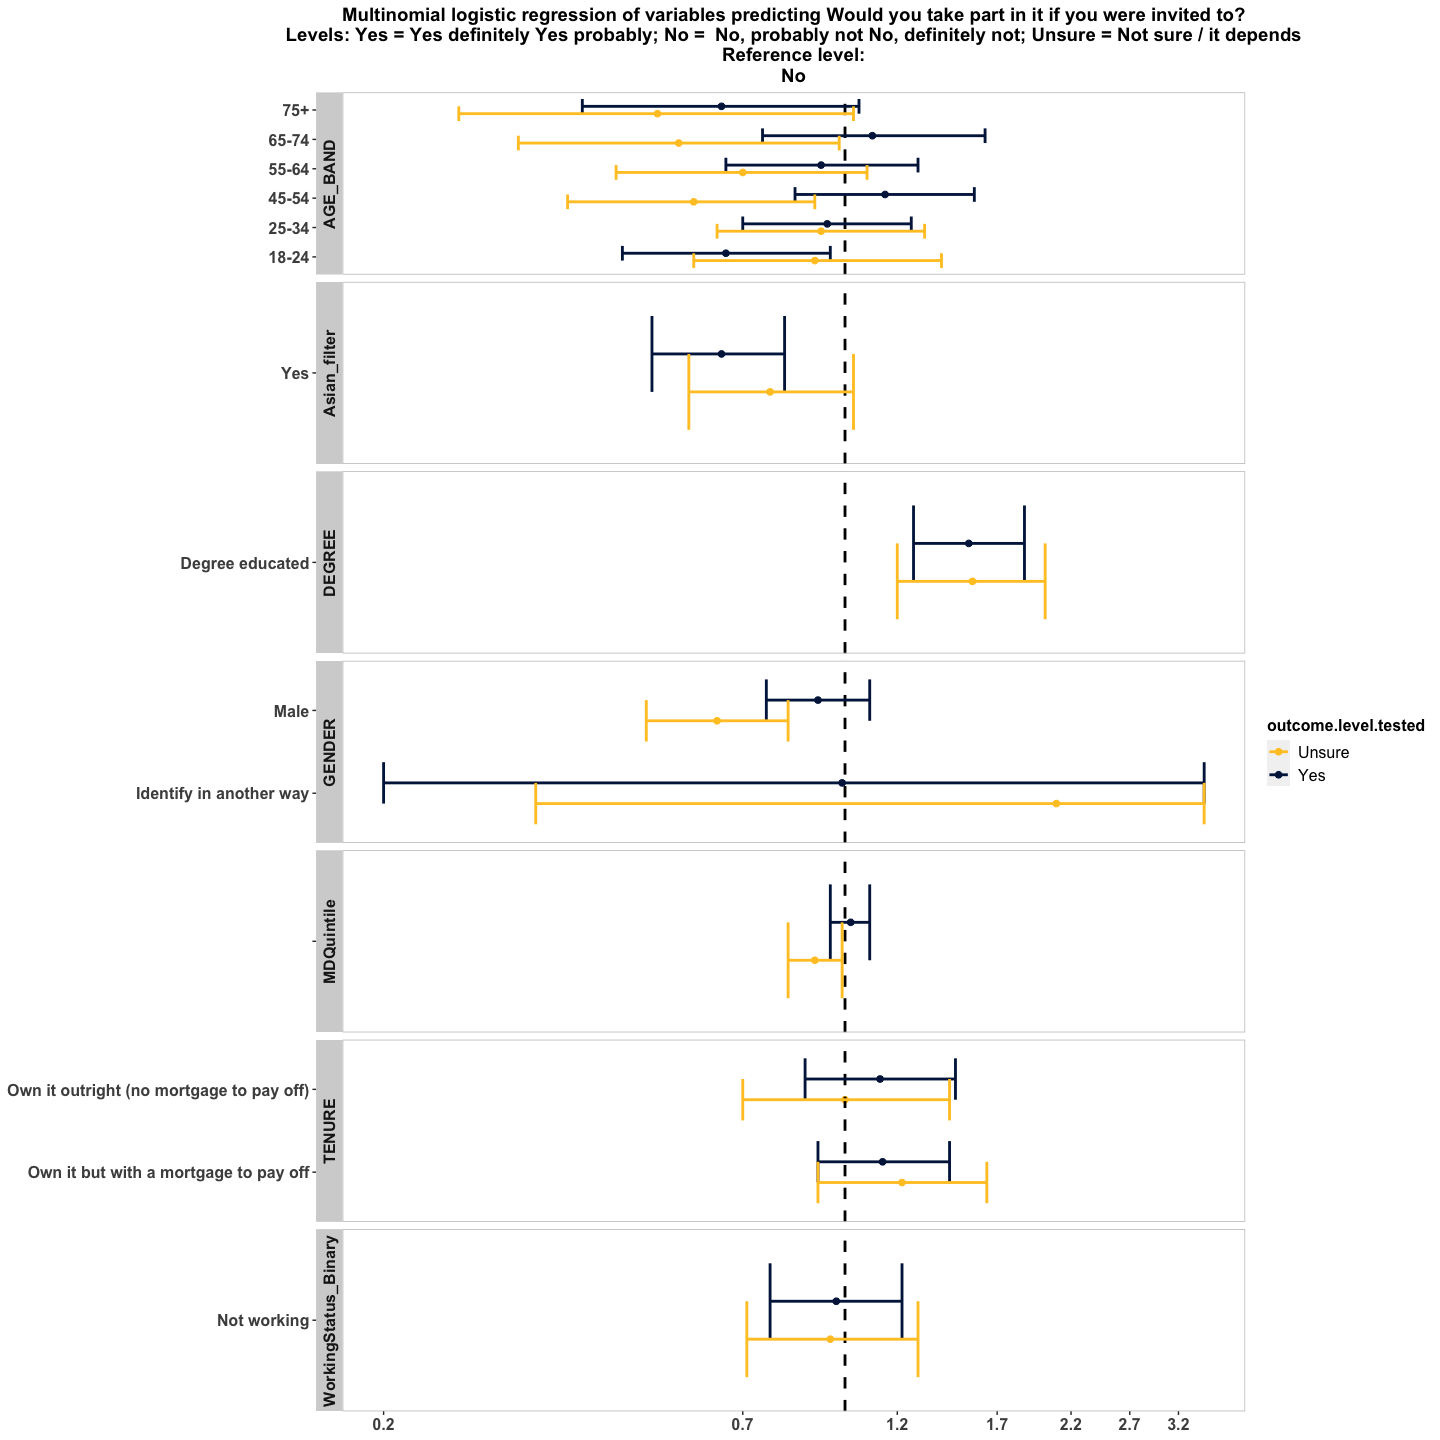 Multinomial logistic regression of variables predicting Would you take part in it if you were invited to?
Levels: Yes = Yes definitely Yes probably; No =  No, probably not No, definitely not; Unsure = Not sure / it depends
Reference level:
No
AGE_BAND
75+
65-74
55-64
45-54
25-34
18-24
Asian_filter
Yes
DEGREE
Degree educated
GENDER
Male
Identify in another way
MDQuintile
TENURE
Own it outright (no mortgage to pay off)
Own it but with a mortgage to pay off
WorkingStatus_Binary
Not working
0.2 0.7 1.2 1.7 2.2 2.7 3.2
outcome.level.tested
Unsure
Yes